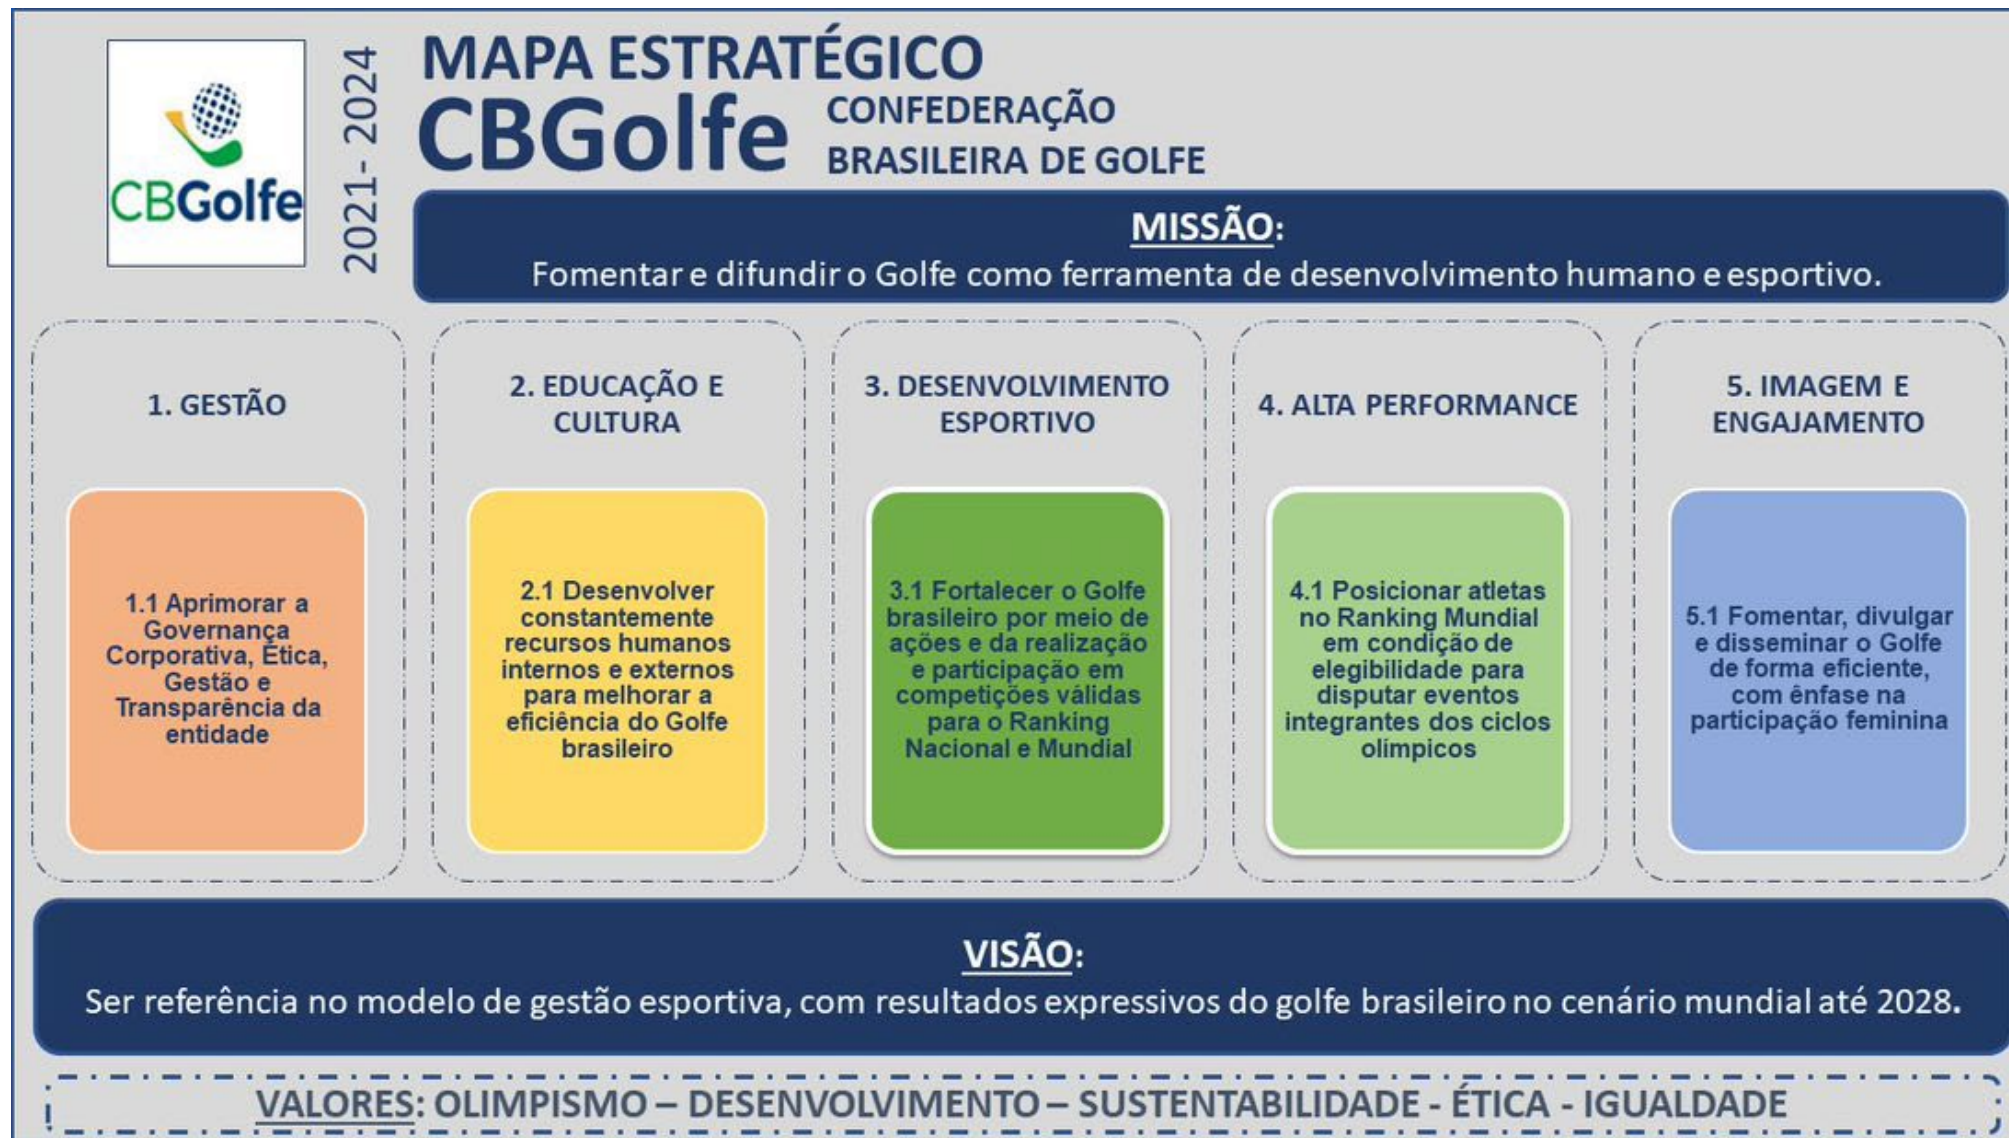 CBGolfe
2021- 2024
MAPA ESTRATÉGICO
CBGolfe
CONFEDERAÇÃO
BRASILEIRA DE GOLFE
MISSÃO:
Fomentar e difundir o Golfe como ferramenta de desenvolvimento humano e esportivo.
1. GESTÃO
1.1 Aprimorar a
Governança
Corporativa, Ética,
Gestão e
Transparência da
entidade
2. EDUCAÇÃO E
CULTURA
2.1 Desenvolver
constantemente
recursos humanos
internos e externos
para melhorar a
eficiência do Golfe
brasileiro
3. DESENVOLVIMENTO
ESPORTIVO
3.1 Fortalecer o Golfe
brasileiro por meio de
ações e da realização
e participação em
competições válidas
para o Ranking
Nacional e Mundial
4. ALTA PERFORMANCE
4.1 Posicionar atletas
no Ranking Mundial
em condição de
elegibilidade para
disputar eventos
integrantes dos ciclos
olímpicos
5. IMAGEM E
ENGAJAMENTO
5.1 Fomentar, divulgar
e disseminar o Golfe
de forma eficiente,
com ênfase na
participação feminina
VISÃO:
Ser referência no modelo de gestão esportiva, com resultados expressivos do golfe brasileiro no cenário mundial até 2028.
VALORES: OLIMPISMO – DESENVOLVIMENTO – SUSTENTABILIDADE - ÉTICA - IGUALDADE